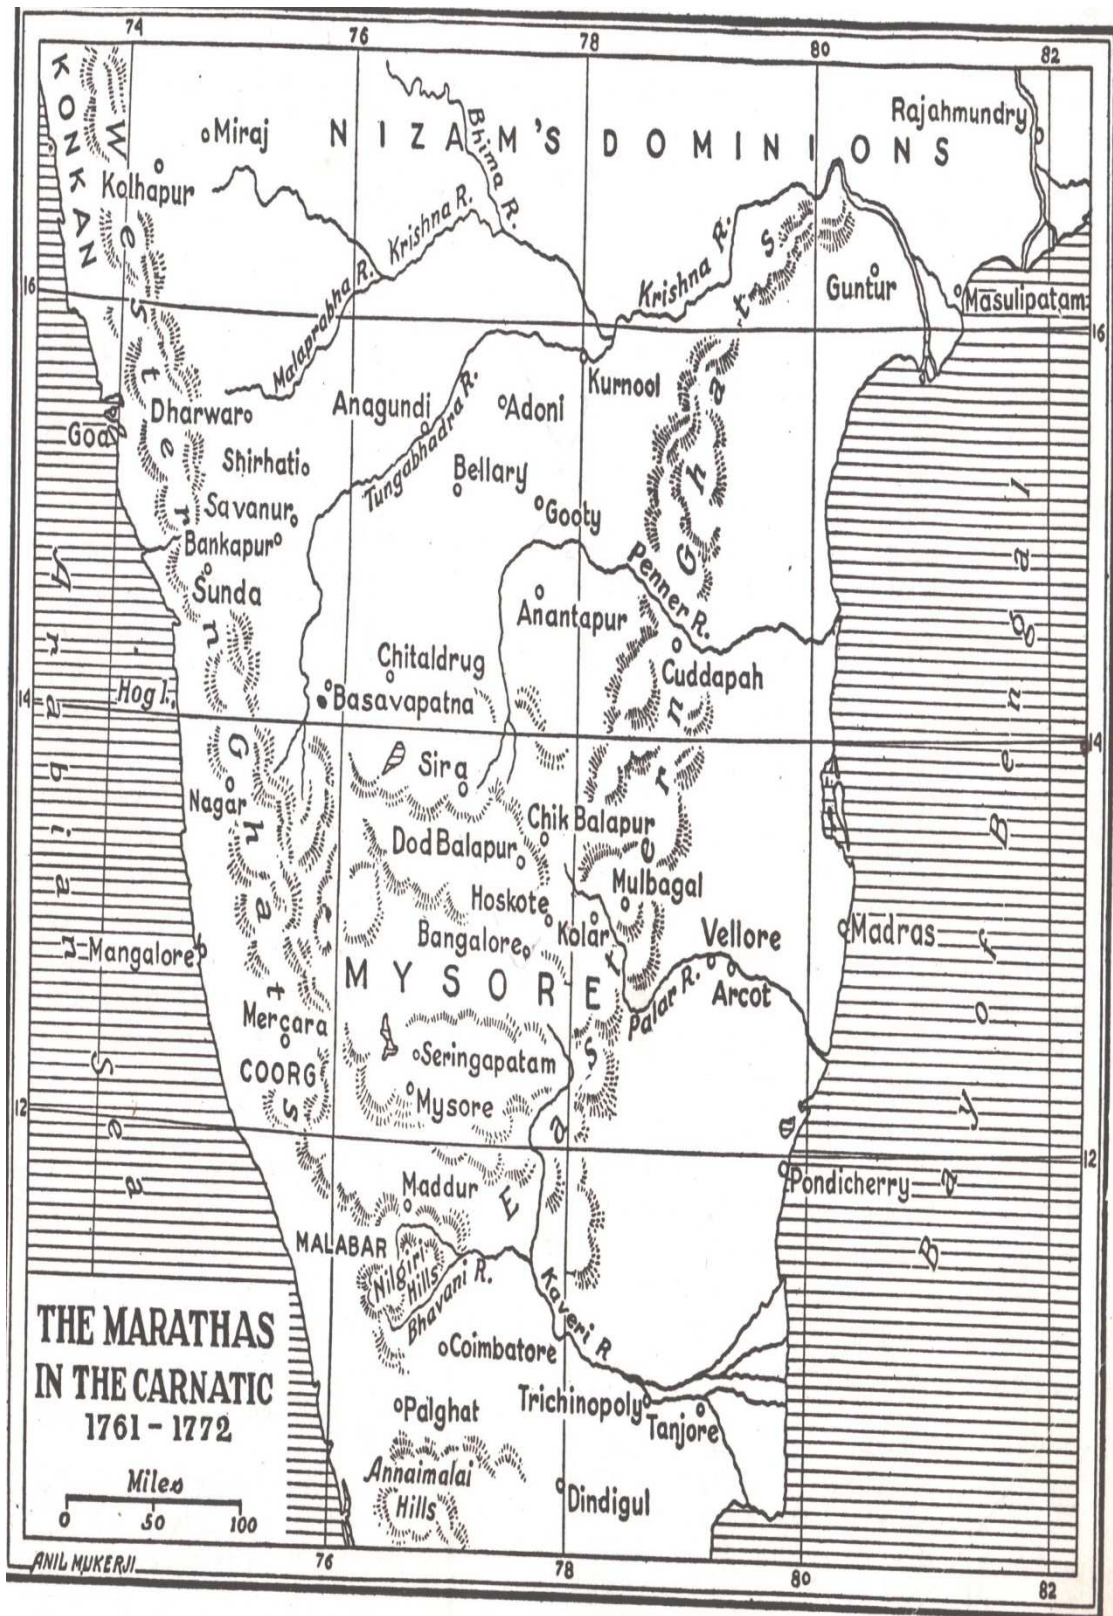 74 76 78 80 82
KONKAN
Western Ghats
Miraj
NIZAM'S DOMINIONS
Bhima R.
Rajahmundry
Kolhapur
Krishna R.
Krishna R.
Guntur
Masulipatam
16
16
Malaprabha R.
Kurnool
Anagundi
Adoni
Dharwar
Goa
Tungabhadra R.
Shirhati
Bellary
Savanur
Gooty
Bankapur
Sunda
Penner R.
Anantapur
Eastern Ghats
Chitaldrug
Cuddapah
Hog I.
Basavapatna
14
14
Sira
Nagar
Chik Balapur
Dod Balapur
Mulbagal
Hoskote
Kolar
Vellore
Madras
Bangalore
Mangalore
MYSORE
Palar R.
Arcot
Mercara
Seringapatam
COORG
Mysore
12
12
Arabian Sea
Bay of Bengal
Maddur
Pondicherry
MALABAR
Nilgiri
Hills
Bhavani R.
Kaveri R
Coimbatore
Trichinopoly
Tanjore
Palghat
Annaimalai
Hills
Dindigul
THE MARATHAS
IN THE CARNATIC
1761 - 1772
Miles
0 50 100
ANIL MUKERJI
76 78 80 82